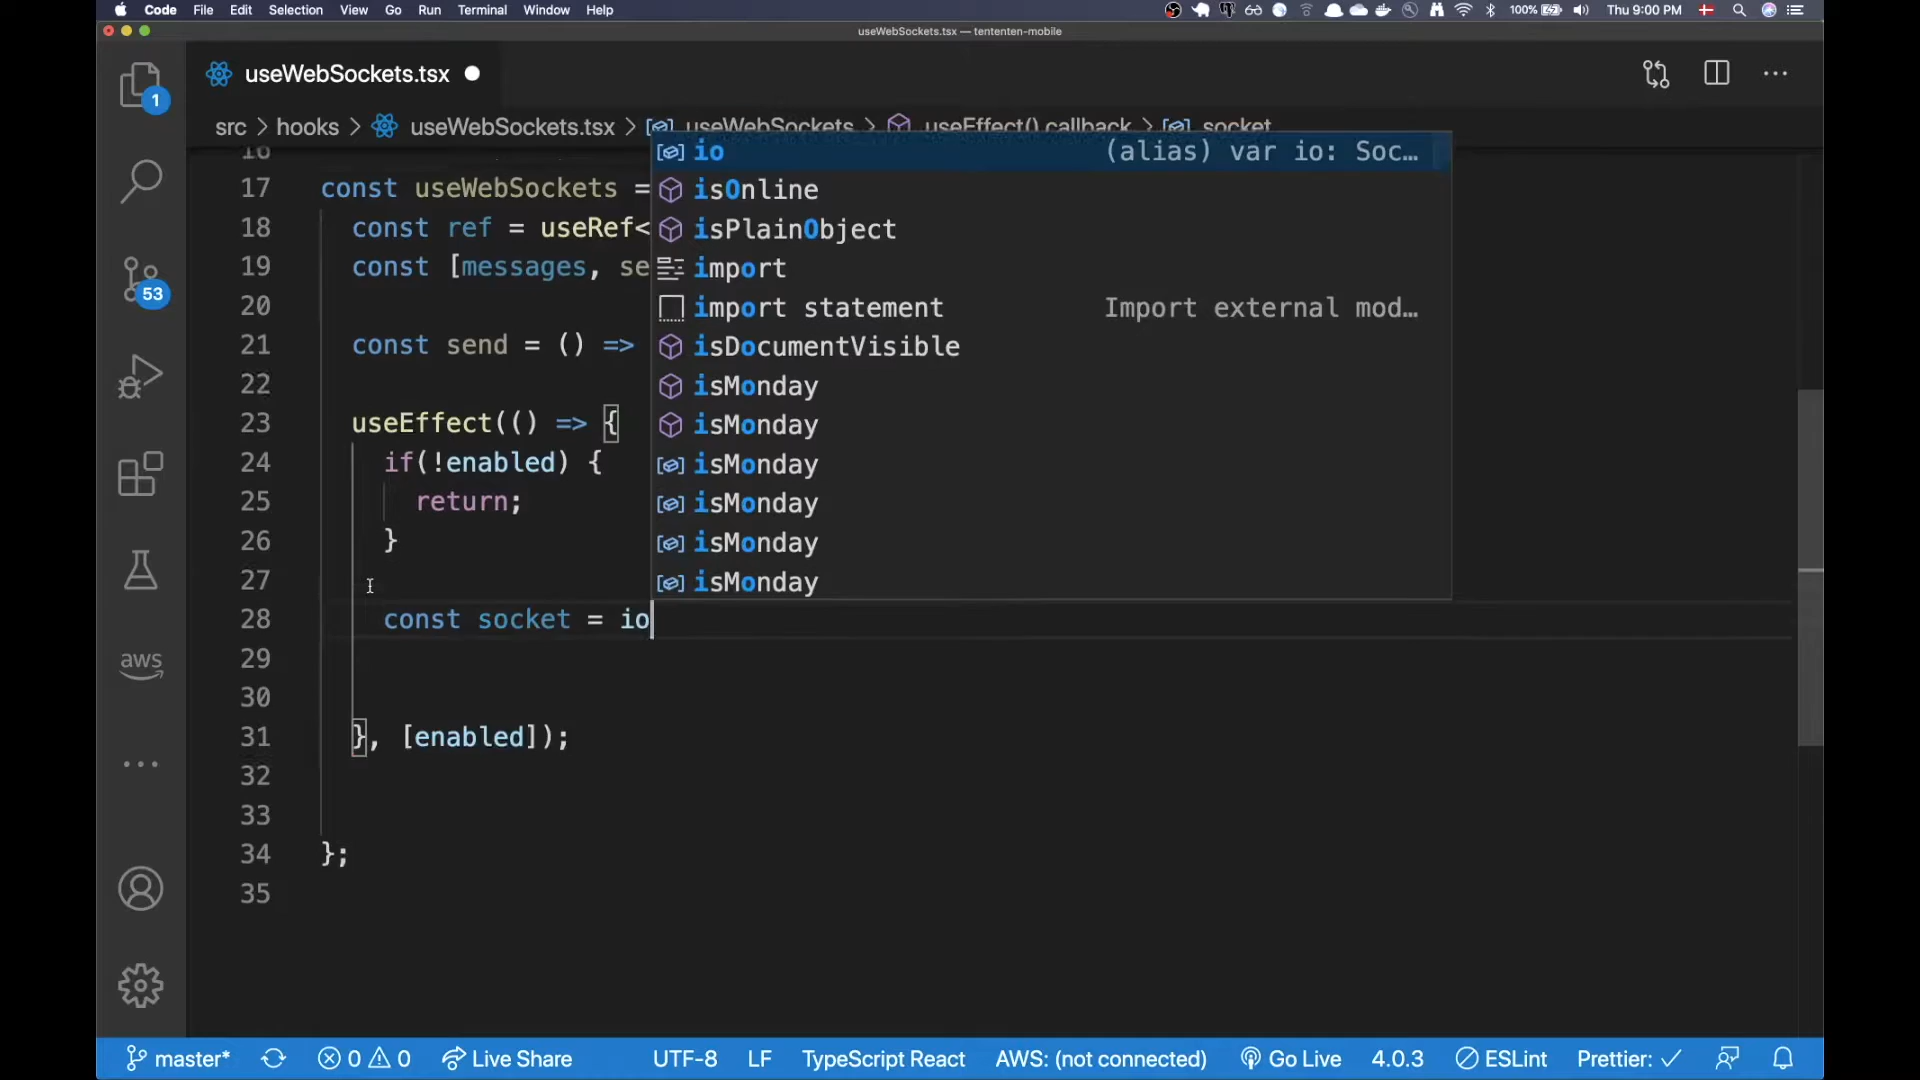 Code File Edit Selection View Go Run Terminal Window Help 100% Thu 9:00 PM
useWebSockets.tsx — tententen-mobile
useWebSockets.tsx
src > hooks > useWebSockets.tsx > useWebSockets > useEffect() callback > socket
16
17 const useWebSockets =
18 const ref = useRef<
19 const [messages, se
20
21 const send = () =>
22
23 useEffect(() => {
24 if(!enabled) {
25 return;
26 }
27
28 const socket = io
29
30
31 }, [enabled]);
32
33
34 };
35
io (alias) var io: Soc…
isOnline
isPlainObject
import
import statement Import external mod…
isDocumentVisible
isMonday
isMonday
isMonday
isMonday
isMonday
isMonday
1
53
aws
master* 0 0 Live Share UTF-8 LF TypeScript React AWS: (not connected) Go Live 4.0.3 ESLint Prettier: ✓